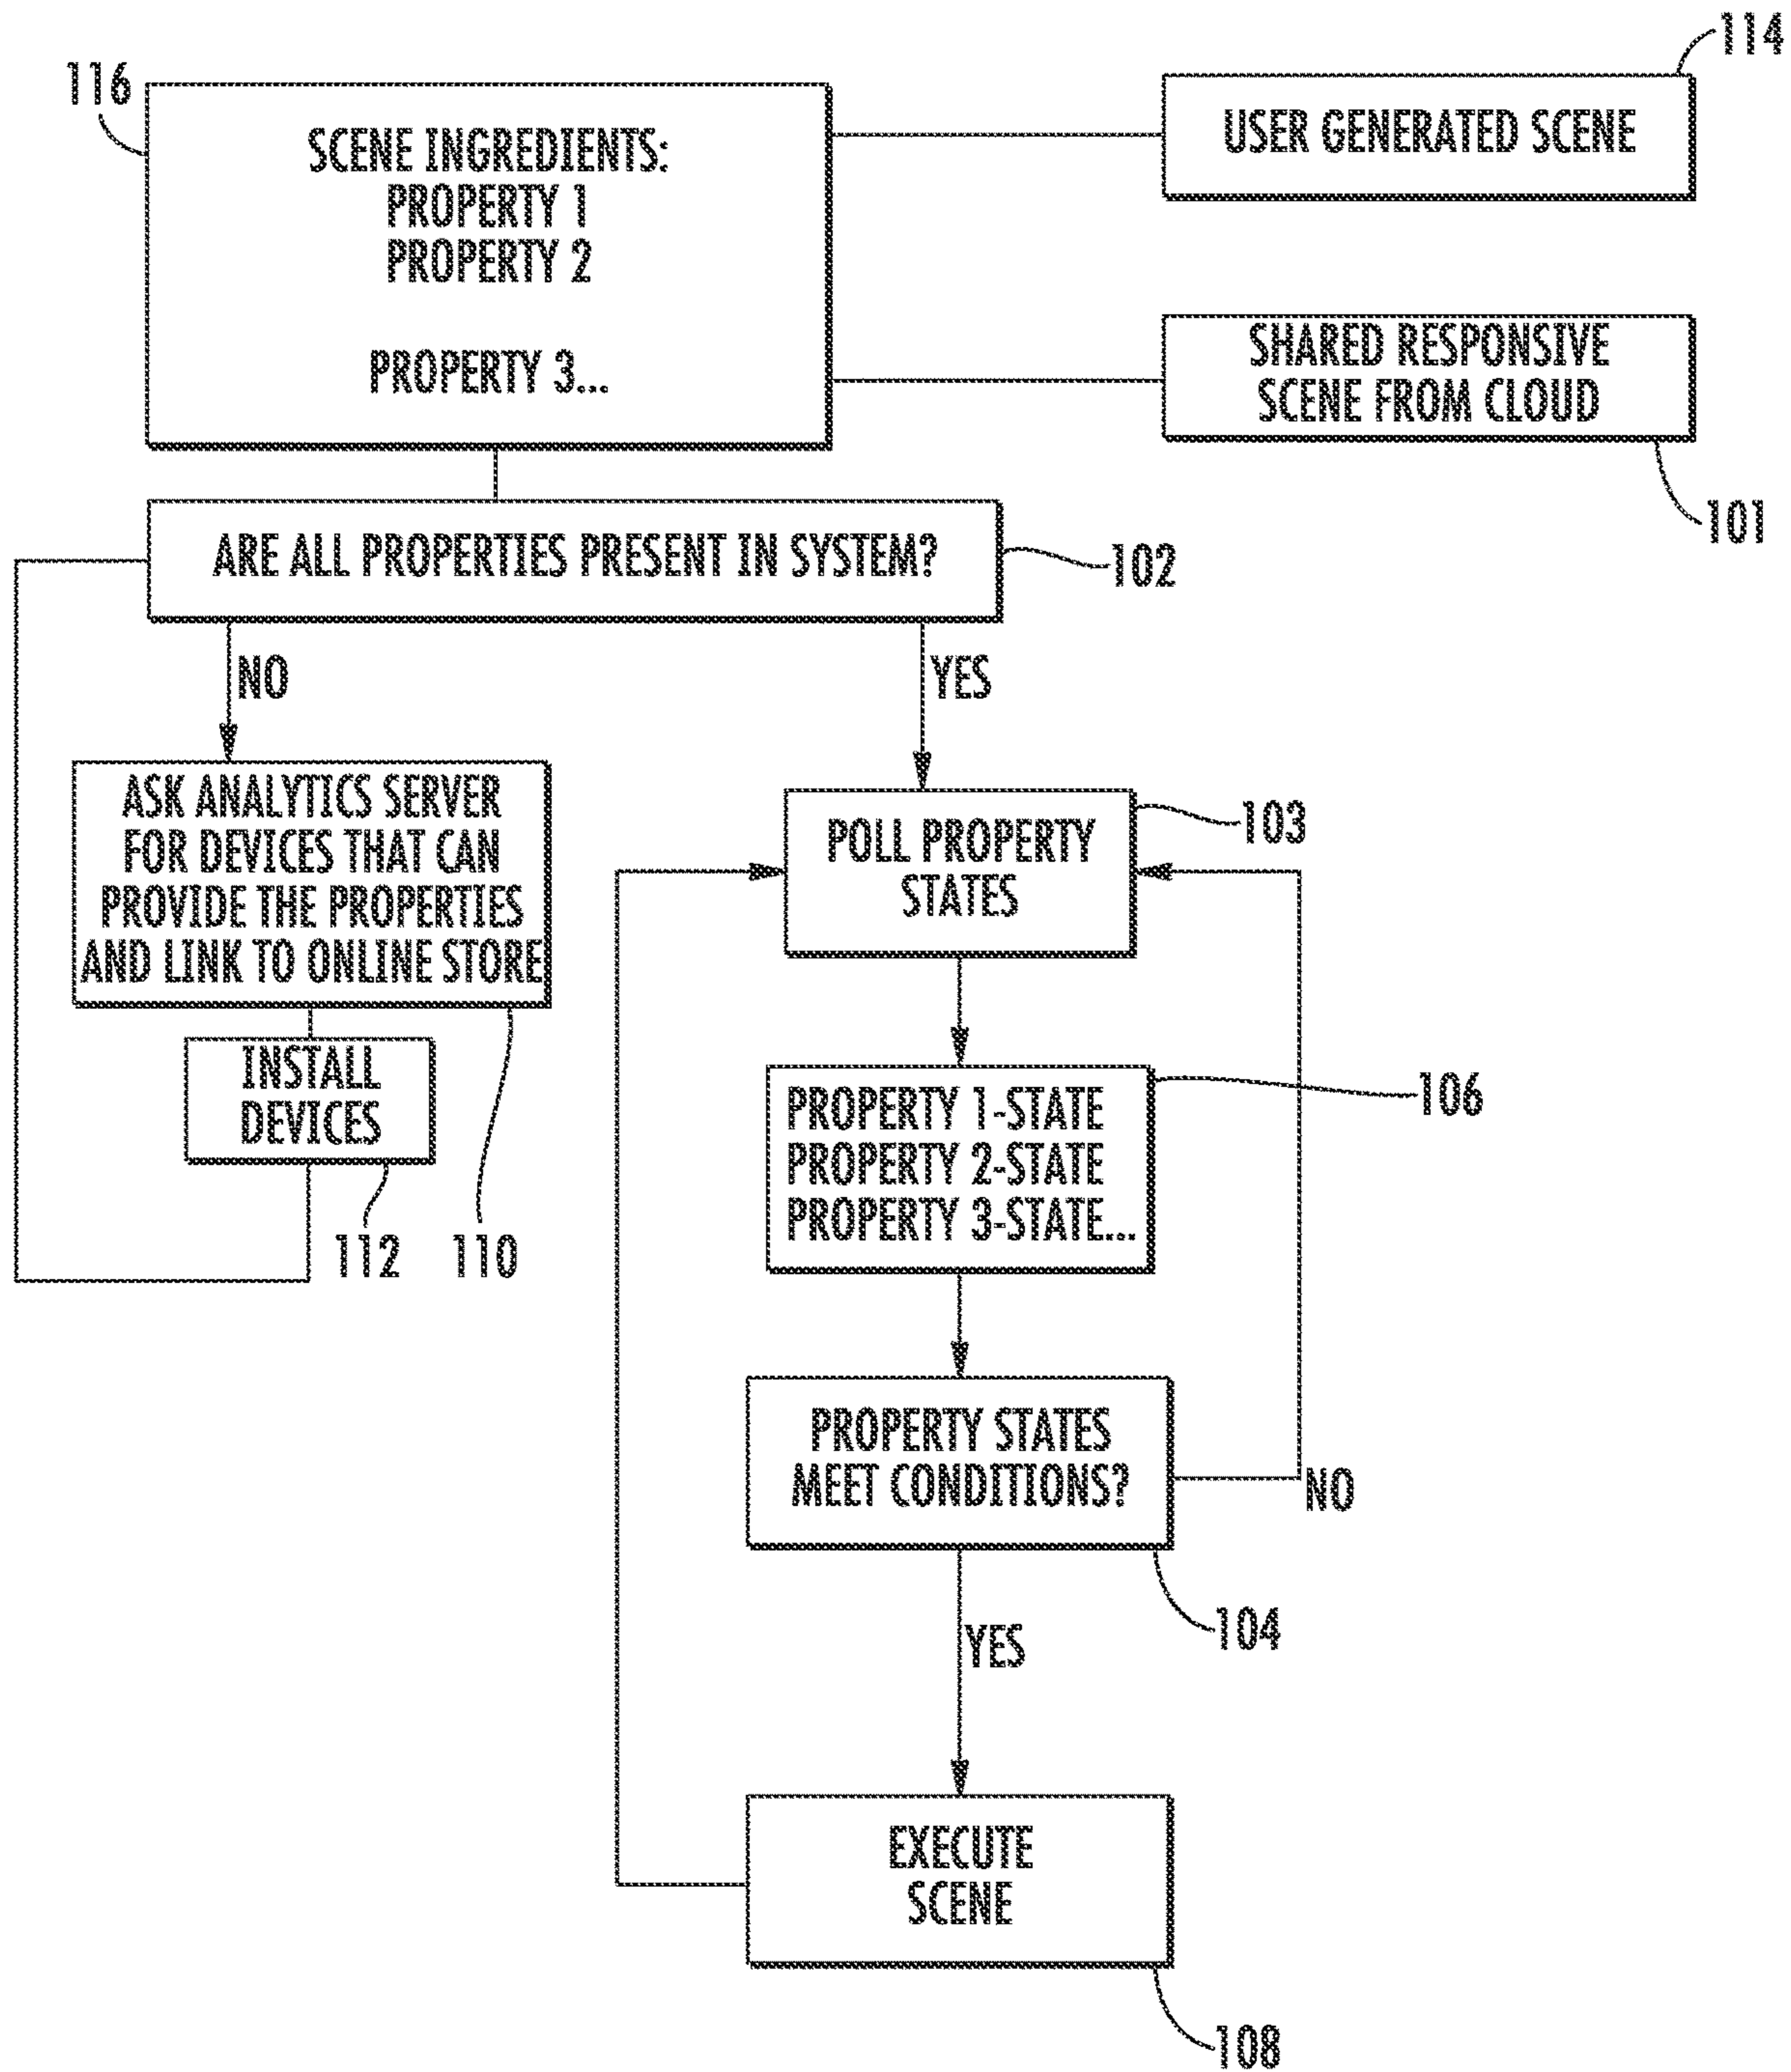 114
116
SCENE INGREDIENTS:
PROPERTY 1
PROPERTY 2
PROPERTY 3...
USER GENERATED SCENE
SHARED RESPONSIVE
SCENE FROM CLOUD
101
ARE ALL PROPERTIES PRESENT IN SYSTEM?
102
NO
YES
ASK ANALYTICS SERVER
FOR DEVICES THAT CAN
PROVIDE THE PROPERTIES
AND LINK TO ONLINE STORE
INSTALL
DEVICES
112
110
POLL PROPERTY
STATES
103
PROPERTY 1-STATE
PROPERTY 2-STATE
PROPERTY 3-STATE...
106
PROPERTY STATES
MEET CONDITIONS?
NO
104
YES
EXECUTE
SCENE
108